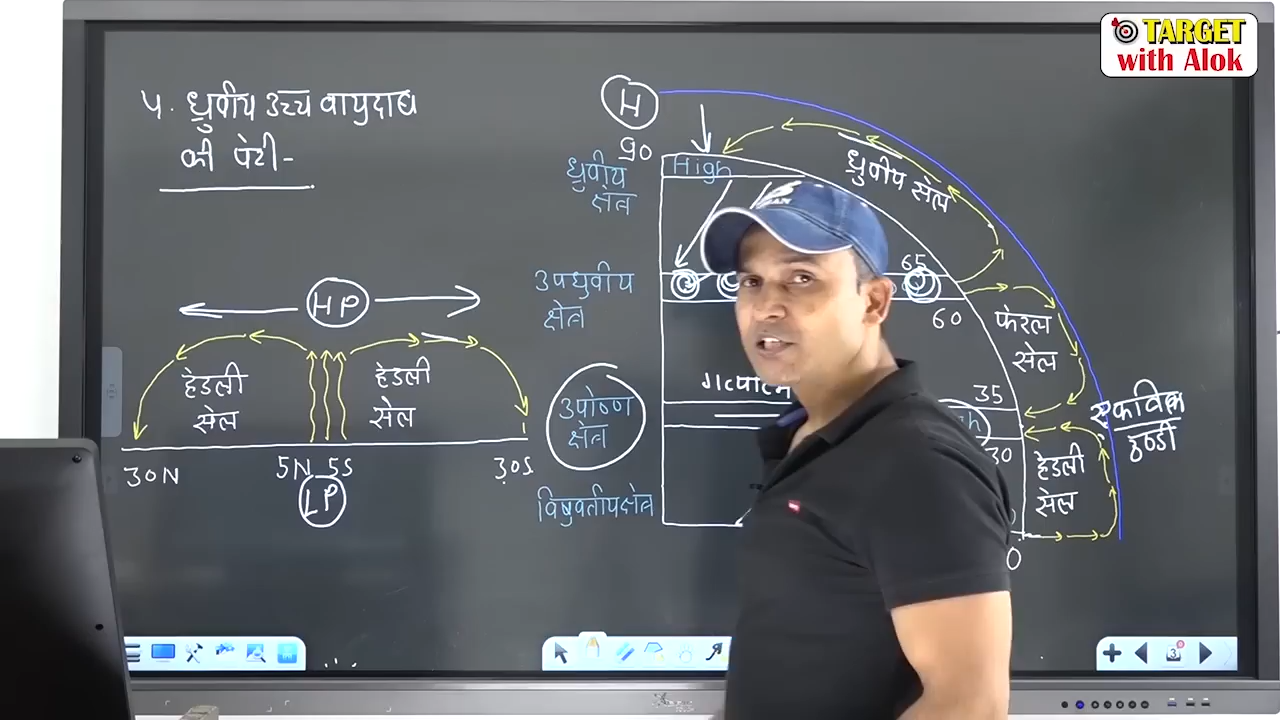 TARGET
with Alok
५. ध्रुवीय उच्च वायुदाब
की पेटी-
H
90
High
ध्रुवीय
क्षेत्र
ध्रुवीय सेल
65
उपध्रुवीय
क्षेत्र
60
फेरल
सेल
HP
हेडली
सेल
हेडली
सेल
35
उपोष्ण
क्षेत्र
30
ठण्डी
हेडली
सेल
30N
5N 5S
30S
LP
विषुवतीय क्षेत्र
0
3